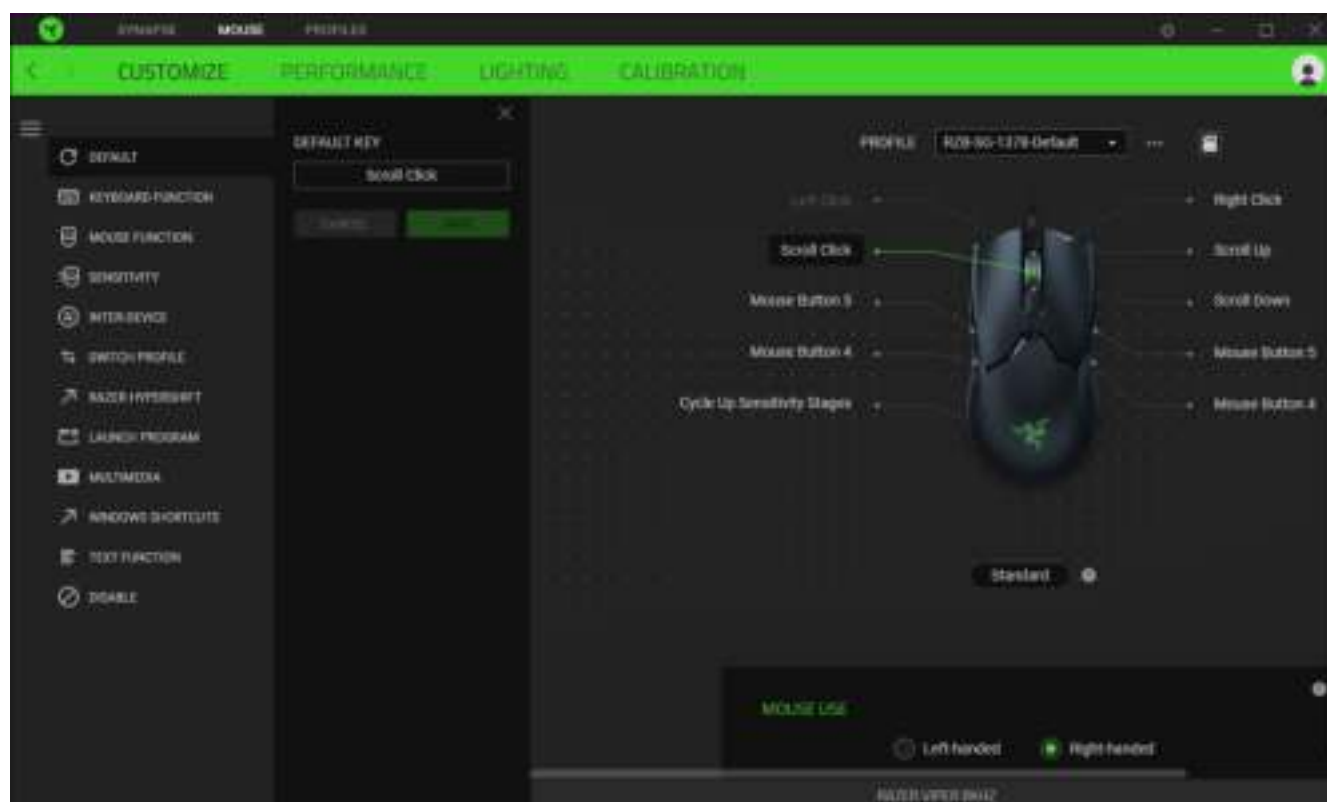 SYNAPSE MOUSE PROFILES
CUSTOMIZE PERFORMANCE LIGHTING CALIBRATION
DEFAULT
KEYBOARD FUNCTION
MOUSE FUNCTION
SENSITIVITY
INTER-DEVICE
SWITCH PROFILE
RAZER HYPERSHIFT
LAUNCH PROGRAM
MULTIMEDIA
WINDOWS SHORTCUTS
TEXT FUNCTION
DISABLE
DEFAULT KEY
Scroll Click
CANCEL SAVE
PROFILE
Left Click
Scroll Click
Mouse Button 5
Mouse Button 4
Cycle Up Sensitivity Stages
Right Click
Scroll Up
Scroll Down
Mouse Button 5
Mouse Button 4
Standard
MOUSE USE
Left-handed Right-handed
RAZER VIPER 8KHZ